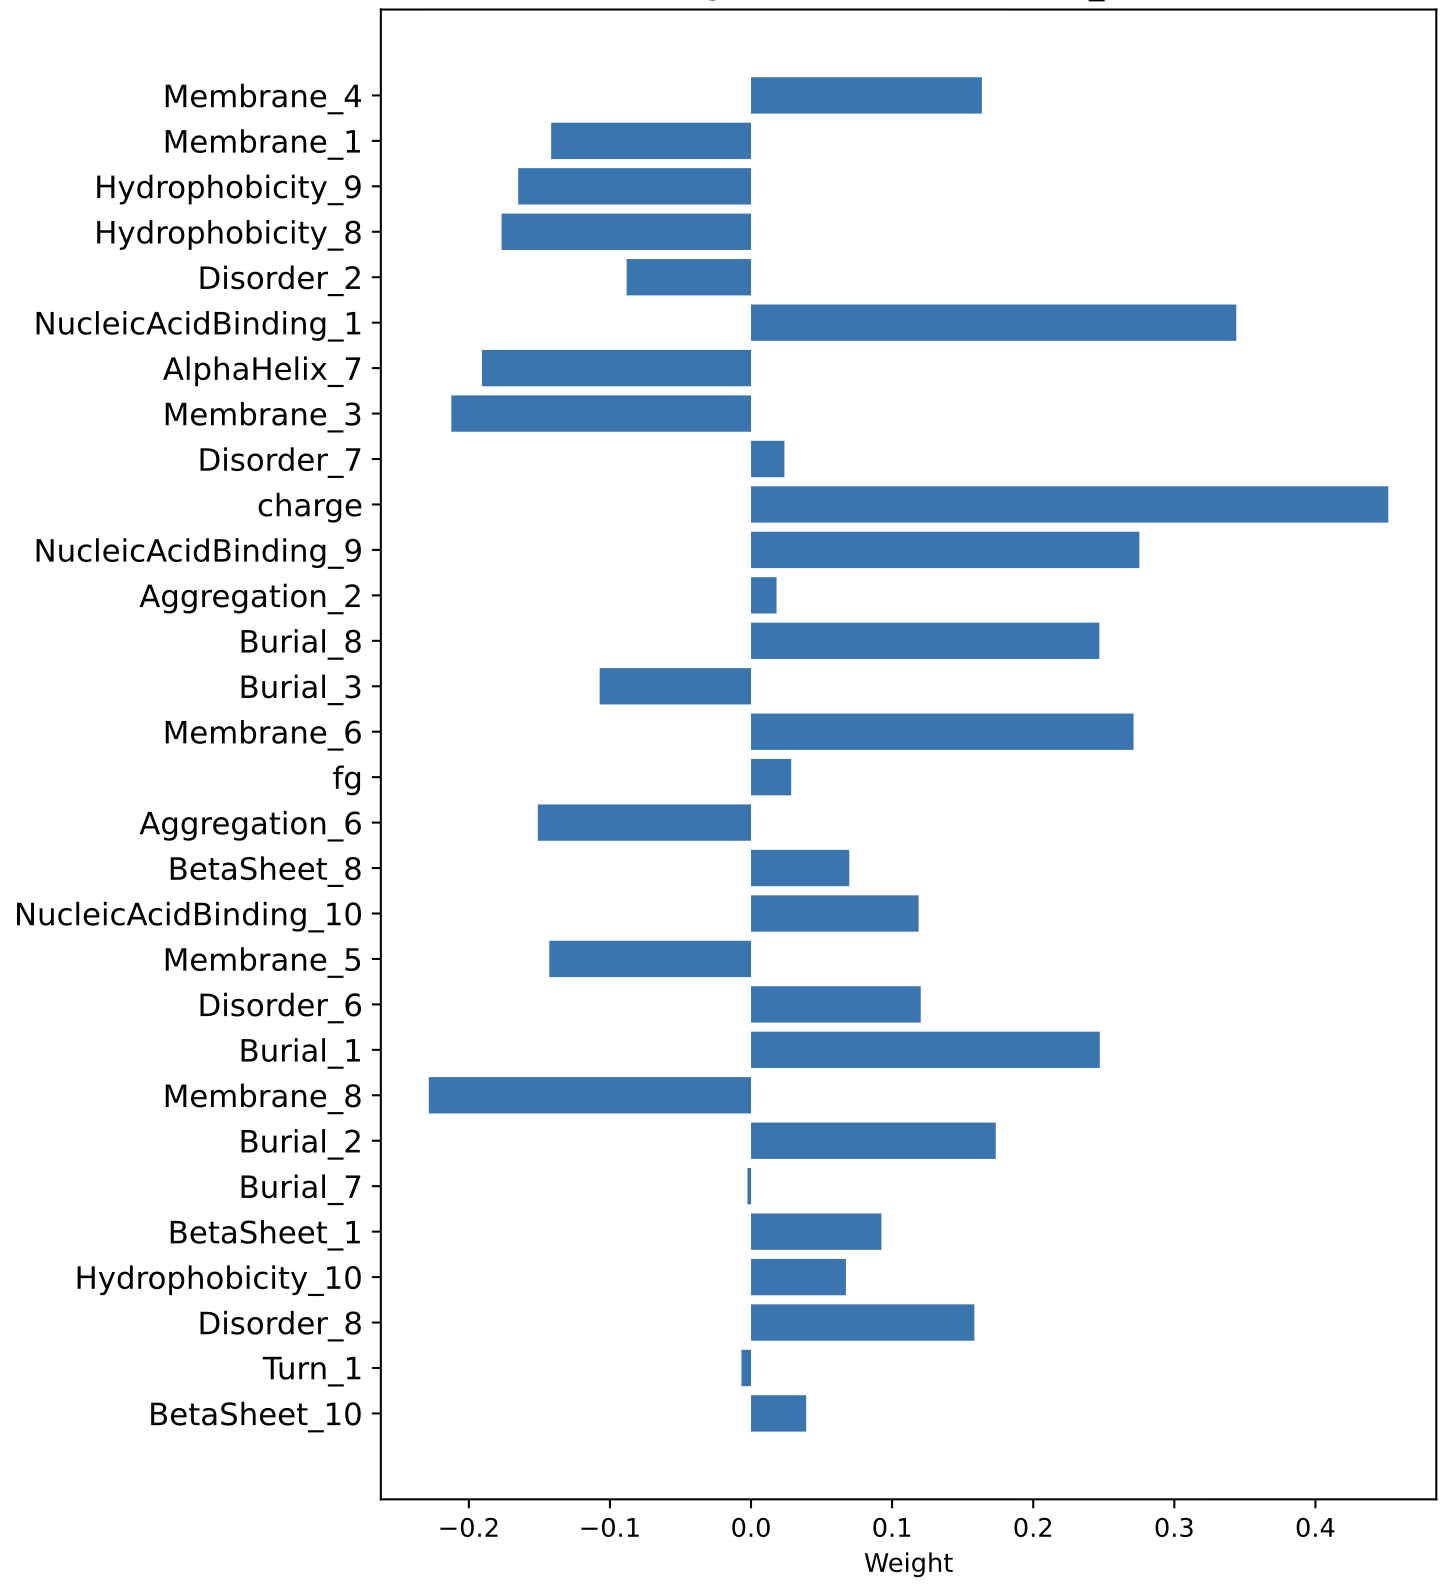 Membrane_4
Membrane_1
Hydrophobicity_9
Hydrophobicity_8
Disorder_2
NucleicAcidBinding_1
AlphaHelix_7
Membrane_3
Disorder_7
charge
NucleicAcidBinding_9
Aggregation_2
Burial_8
Burial_3
Membrane_6
fg
Aggregation_6
BetaSheet_8
NucleicAcidBinding_10
Membrane_5
Disorder_6
Burial_1
Membrane_8
Burial_2
Burial_7
BetaSheet_1
Hydrophobicity_10
Disorder_8
Turn_1
BetaSheet_10
−0.2 −0.1 0.0 0.1 0.2 0.3 0.4
Weight